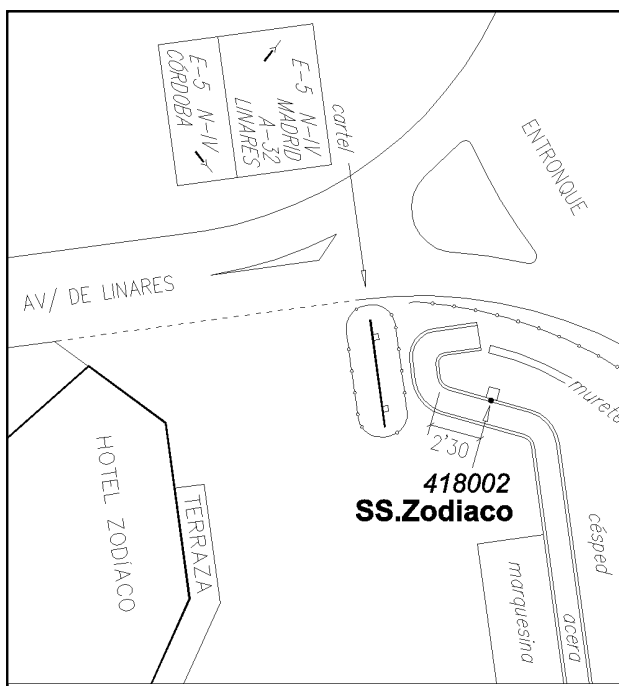 E-5 N-IV
MADRID
A-32
LINARES
E-5 N-IV
CÓRDOBA
cartel
ENTRONQUE
AV/ DE LINARES
murete
2'30
418002
SS.Zodiaco
HOTEL ZODÍACO
TERRAZA
césped
marquesina
acera